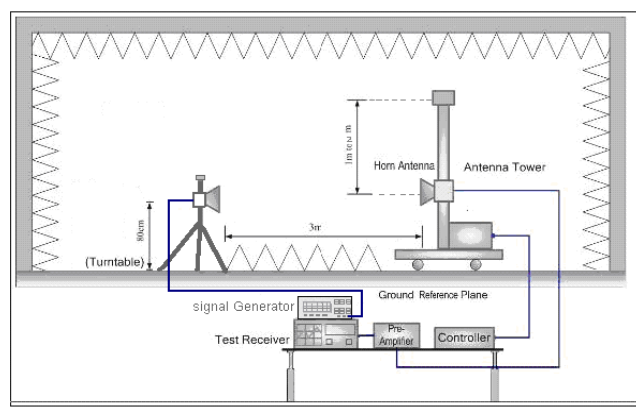 1m to 2 m
Horn Antenna
Antenna Tower
80cm
3m
(Turntable)
Ground Reference Plane
signal Generator
Test Receiver
Pre-
Amplifier
Controller